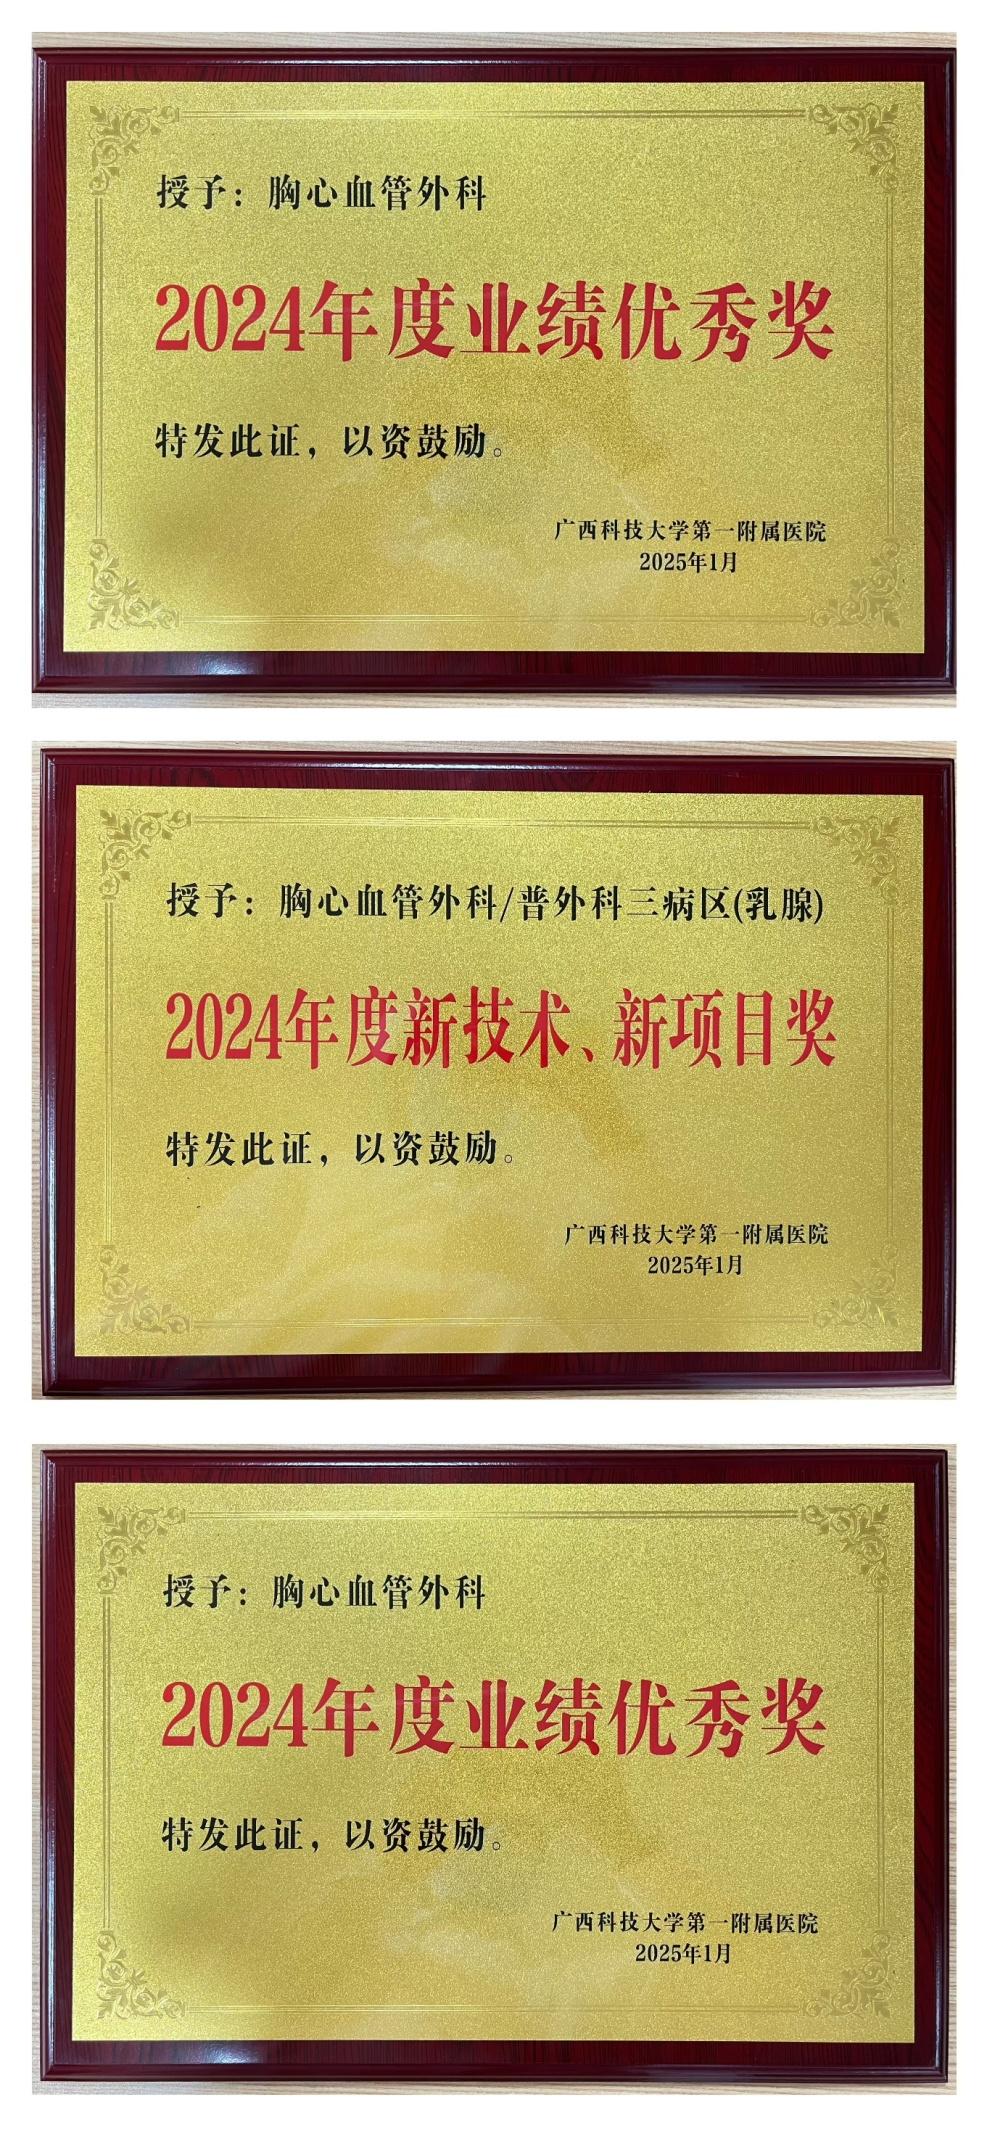 授予：胸心血管外科
2024年度业绩优秀奖
特发此证，以资鼓励。
广西科技大学第一附属医院
2025年1月
授予：胸心血管外科/普外科三病区(乳腺)
2024年度新技术、新项目奖
特发此证，以资鼓励。
广西科技大学第一附属医院
2025年1月
授予：胸心血管外科
2024年度业绩优秀奖
特发此证，以资鼓励。
广西科技大学第一附属医院
2025年1月